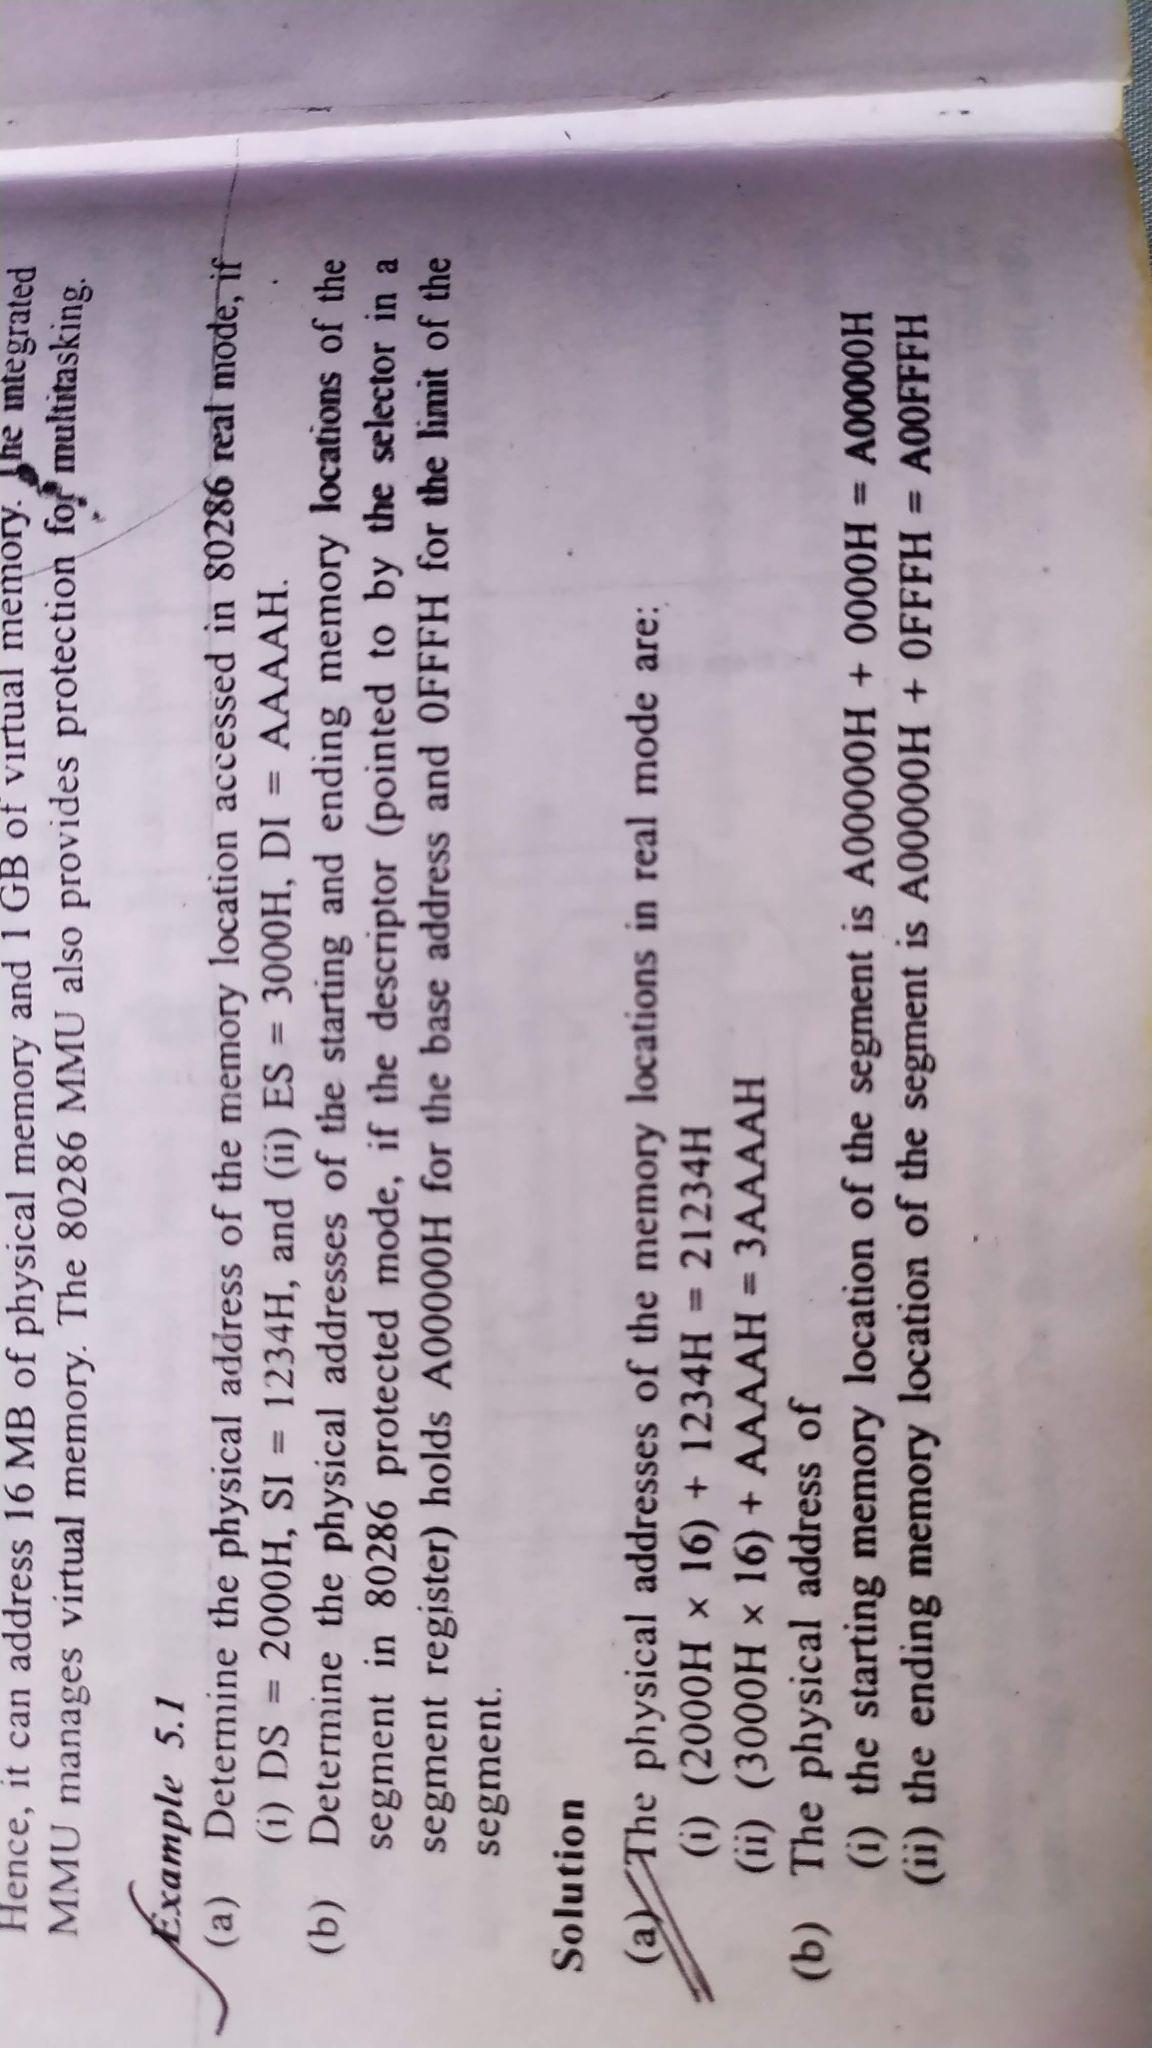 Hence, it can address 16 MB of physical memory and 1 GB of virtual memory. The integrated
MMU manages virtual memory. The 80286 MMU also provides protection for multitasking.
Example 5.1
(a) Determine the physical address of the memory location accessed in 80286 real mode, if
(i) DS = 2000H, SI = 1234H, and (ii) ES = 3000H, DI = AAAAH.
(b) Determine the physical addresses of the starting and ending memory locations of the
segment in 80286 protected mode, if the descriptor (pointed to by the selector in a
segment register) holds A00000H for the base address and 0FFFH for the limit of the
segment.
Solution
(a) The physical addresses of the memory locations in real mode are:
(i) (2000H × 16) + 1234H = 21234H
(ii) (3000H × 16) + AAAAH = 3AAAAH
(b) The physical address of
(i) the starting memory location of the segment is A00000H + 000H = A0000H
(ii) the ending memory location of the segment is A0000H + 0FFFH = A00FFFH